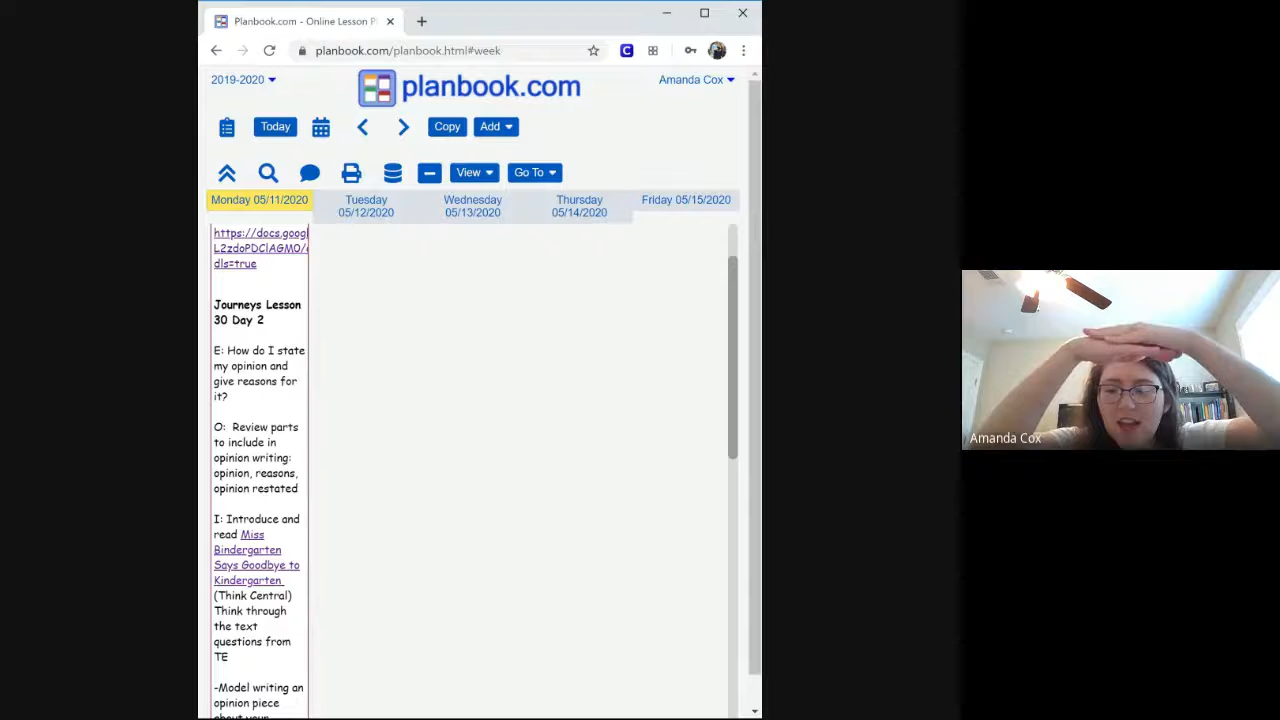 Planbook.com - Online Lesson P
planbook.com/planbook.html#week
2019-2020
planbook.com
Amanda Cox
Today
Copy
Add
View
Go To
Monday 05/11/2020
Tuesday
05/12/2020
Wednesday
05/13/2020
Thursday
05/14/2020
Friday 05/15/2020
https://docs.googl
L2zdoPDClAGM0/
dls=true
Journeys Lesson
30 Day 2
E: How do I state
my opinion and
give reasons for
it?
O: Review parts
to include in
opinion writing:
opinion, reasons,
opinion restated
I: Introduce and
read Miss
Bindergarten
Says Goodbye to
Kindergarten
(Think Central)
Think through
the text
questions from
TE
-Model writing an
opinion piece
about your
Amanda Cox